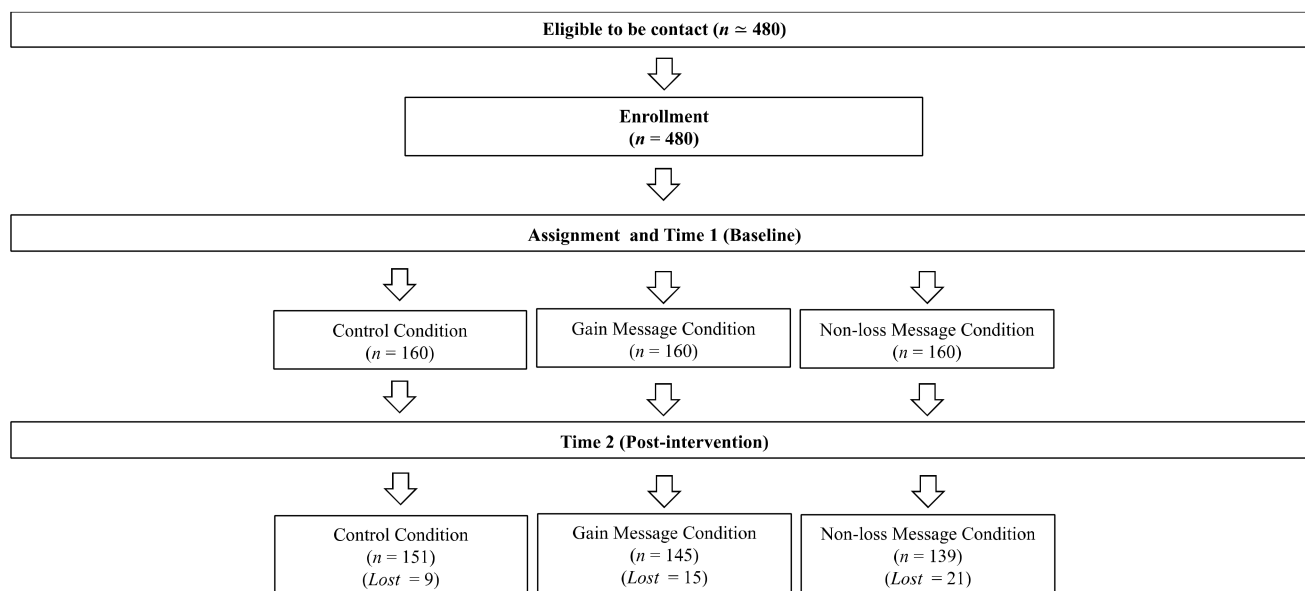 Eligible to be contact (n ≃ 480)
Enrollment
(n = 480)
Assignment and Time 1 (Baseline)
Control Condition
(n = 160)
Gain Message Condition
(n = 160)
Non-loss Message Condition
(n = 160)
Time 2 (Post-intervention)
Control Condition
(n = 151)
(Lost = 9)
Gain Message Condition
(n = 145)
(Lost = 15)
Non-loss Message Condition
(n = 139)
(Lost = 21)